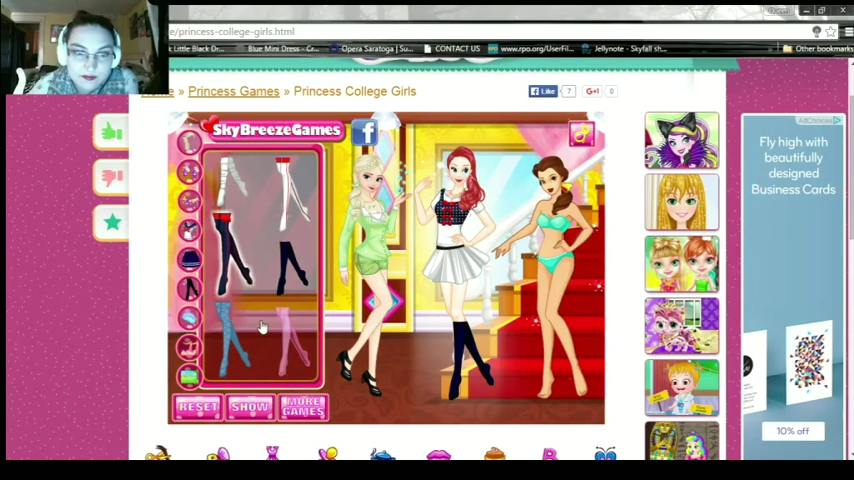 e/princess-college-girls.html
k Little Black Dr...
Blue Mini Dress - Cr...
Opera Saratoga | Su...
CONTACT US
www.rpo.org/UserFil...
Jellynote - Skyfall sh...
Other bookmarks
» Princess Games » Princess College Girls
Like
7
G+1
0
SkyBreezeGames
f
AdChoices
Fly high with
beautifully
designed
Business Cards
10% off
RESET
SHOW
MORE
GAMES